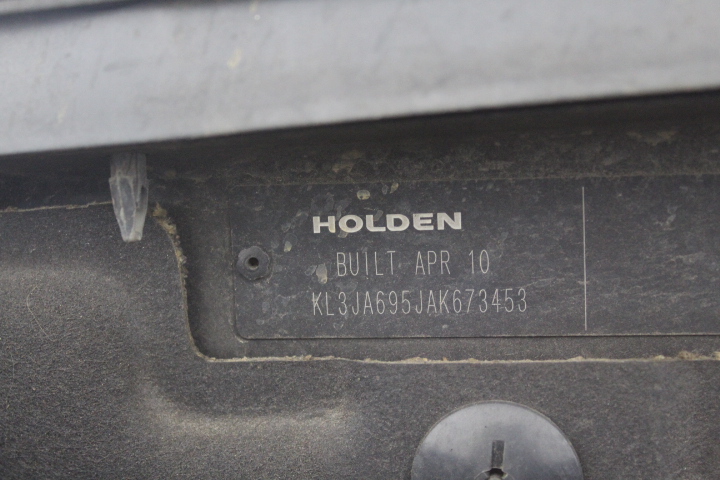 HOLDEN
BUILT APR 10
KL3JA695JAK673453